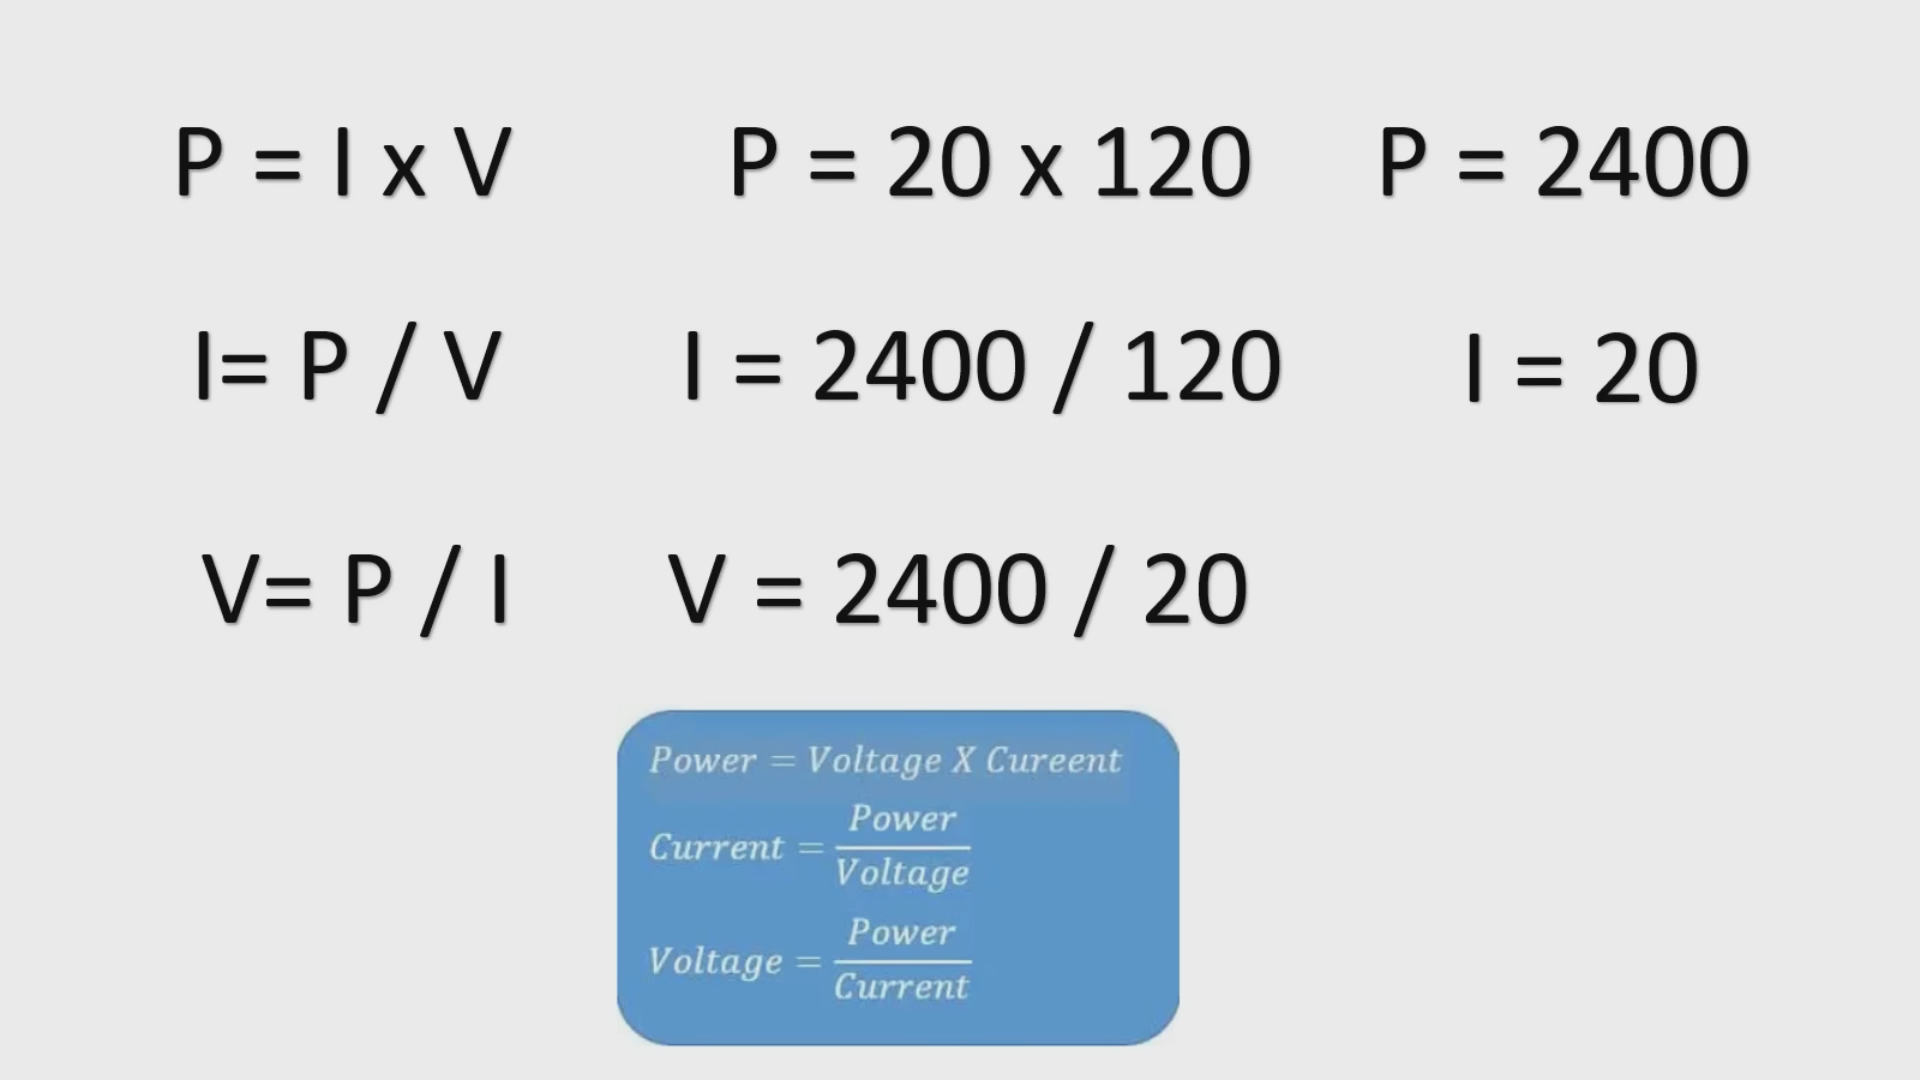 P = I x V P = 20 x 120 P = 2400
I= P / V I = 2400 / 120 I = 20
V= P / I V = 2400 / 20
Power = Voltage X Cureent
Current = Power / Voltage
Voltage = Power / Current